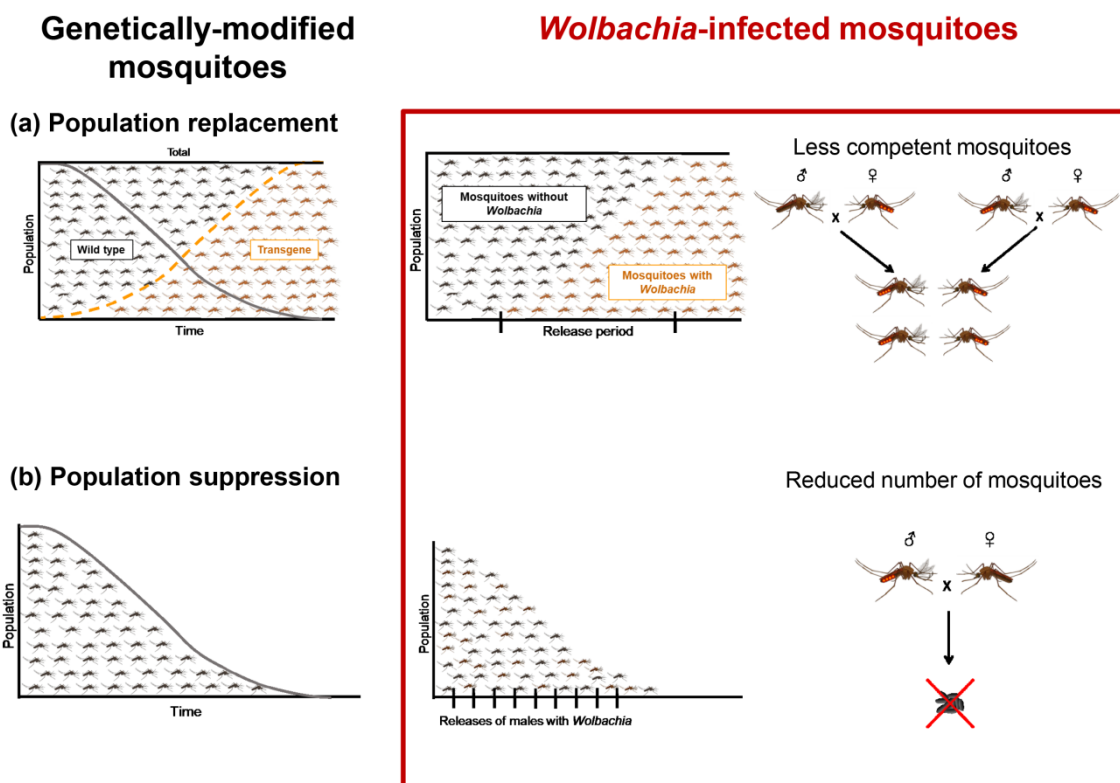 Genetically-modified
mosquitoes
Wolbachia-infected mosquitoes
(a) Population replacement
Total
Population
Wild type
Transgene
Time
Mosquitoes without
Wolbachia
Mosquitoes with
Wolbachia
Population
Release period
Less competent mosquitoes
♂ ♀ ♂ ♀
x x
(b) Population suppression
Population
Time
Population
Releases of males with Wolbachia
Reduced number of mosquitoes
♂ ♀
x